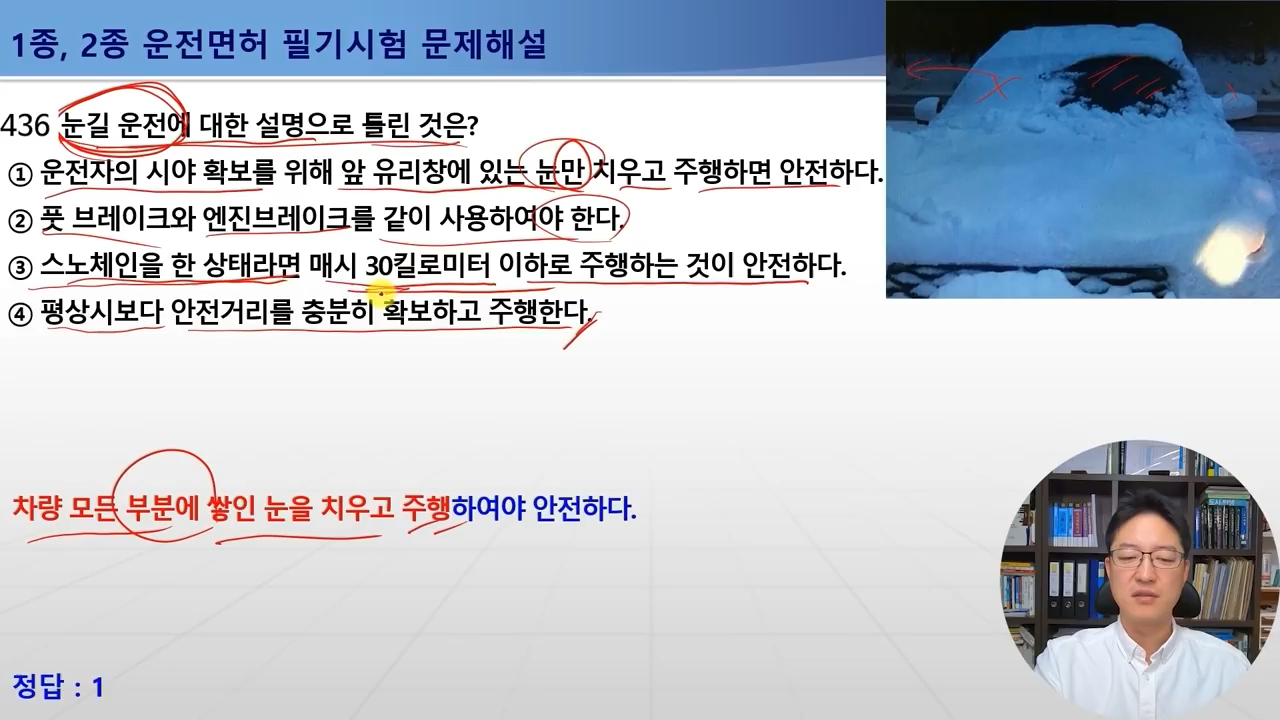 1종, 2종 운전면허 필기시험 문제해설
436 눈길 운전에 대한 설명으로 틀린 것은?
① 운전자의 시야 확보를 위해 앞 유리창에 있는 눈만 치우고 주행하면 안전하다.
② 풋 브레이크와 엔진브레이크를 같이 사용하여야 한다.
③ 스노체인을 한 상태라면 매시 30킬로미터 이하로 주행하는 것이 안전하다.
④ 평상시보다 안전거리를 충분히 확보하고 주행한다.
차량 모든 부분에 쌓인 눈을 치우고 주행하여야 안전하다.
정답 : 1